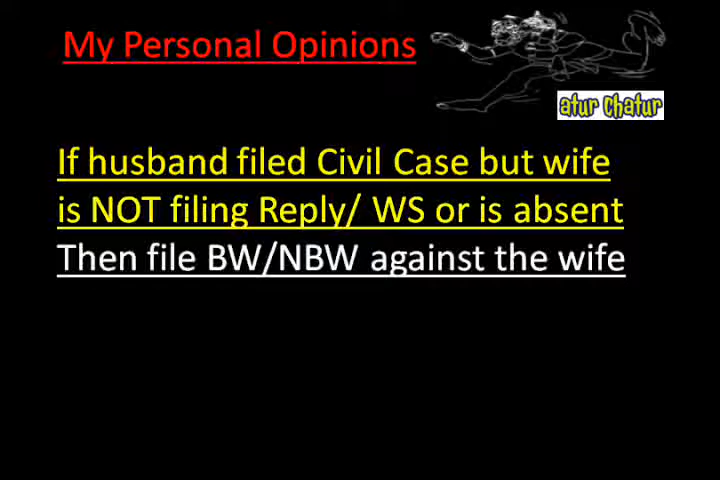 My Personal Opinions
atur chatur
If husband filed Civil Case but wife
is NOT filing Reply/ WS or is absent
Then file BW/NBW against the wife